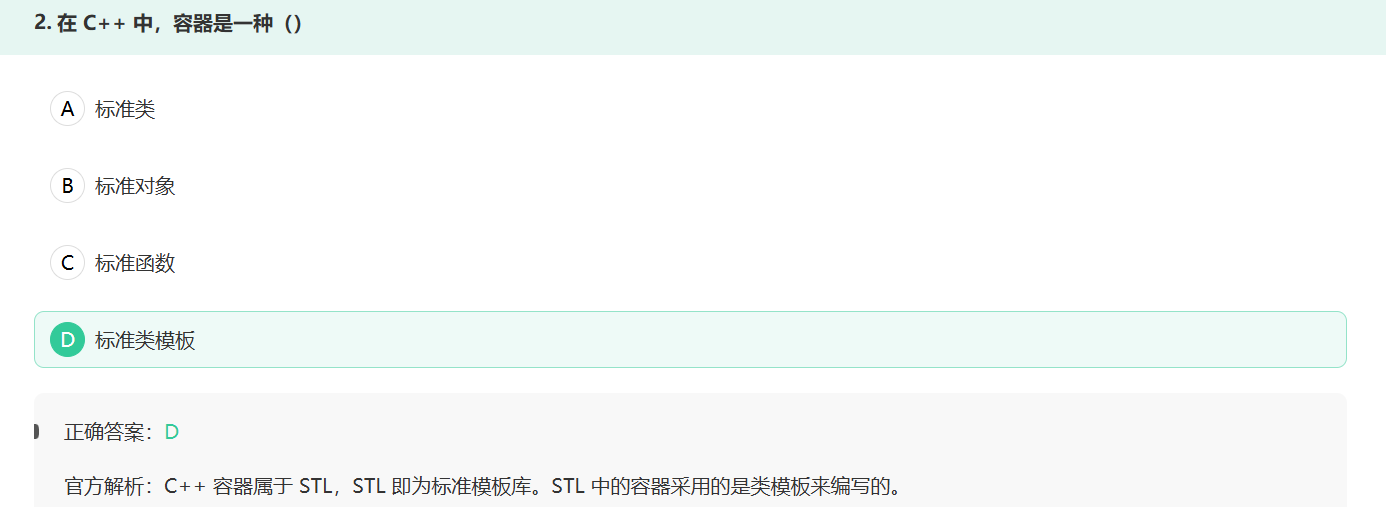 2. 在 C++ 中，容器是一种（）
A 标准类
B 标准对象
C 标准函数
D 标准类模板
正确答案：D
官方解析：C++ 容器属于 STL，STL 即为标准模板库。STL 中的容器采用的是类模板来编写的。